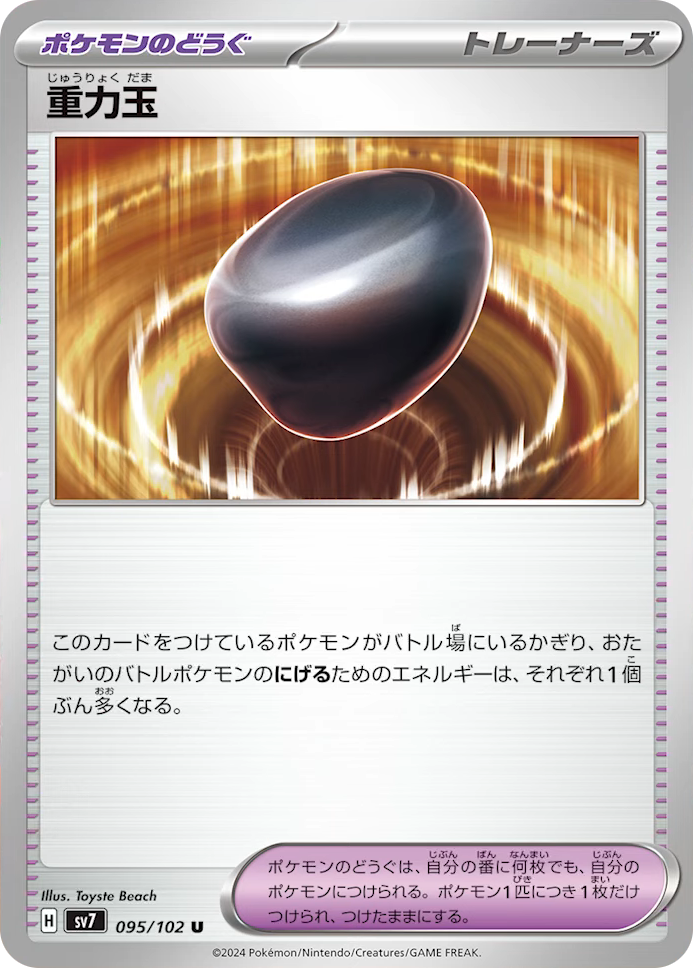 ポケモンのどうぐ
トレーナーズ
じゅうりょく だま
重力玉
ば
このカードをつけているポケモンがバトル場にいるかぎり、おた
こ
がいのバトルポケモンのにげるためのエネルギーは、それぞれ1個
おお
ぶん多くなる。
じぶん ばん なんまい じぶん
ポケモンのどうぐは、自分の番に何枚でも、自分の
びき まい
ポケモンにつけられる。ポケモン1匹につき1枚だけ
つけられ、つけたままにする。
Illus. Toyste Beach
H sv7 095/102 U
©2024 Pokémon/Nintendo/Creatures/GAME FREAK.